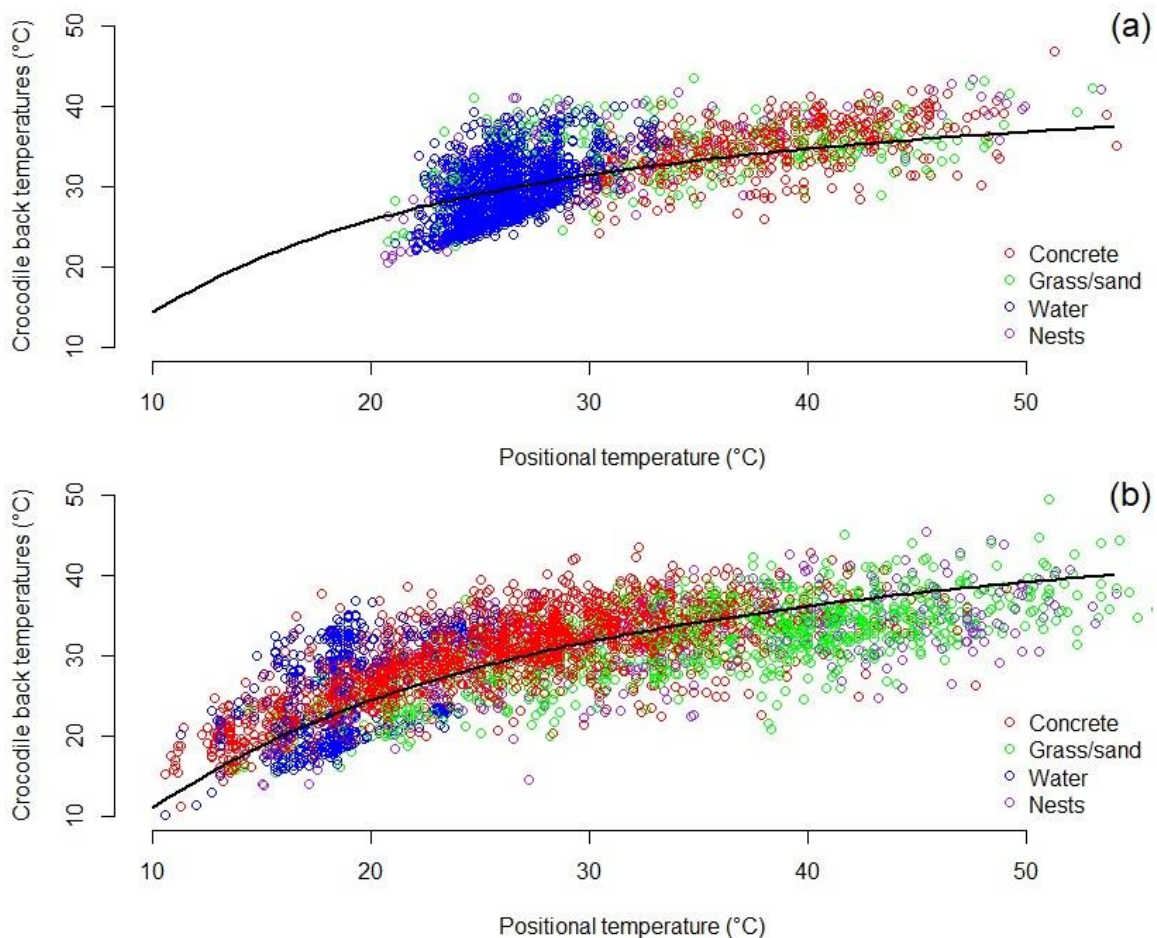 (a)
Crocodile back temperatures (°C)
50
40
30
20
10
Concrete
Grass/sand
Water
Nests
10 20 30 40 50
Positional temperature (°C)
(b)
Crocodile back temperatures (°C)
50
40
30
20
10
Concrete
Grass/sand
Water
Nests
10 20 30 40 50
Positional temperature (°C)